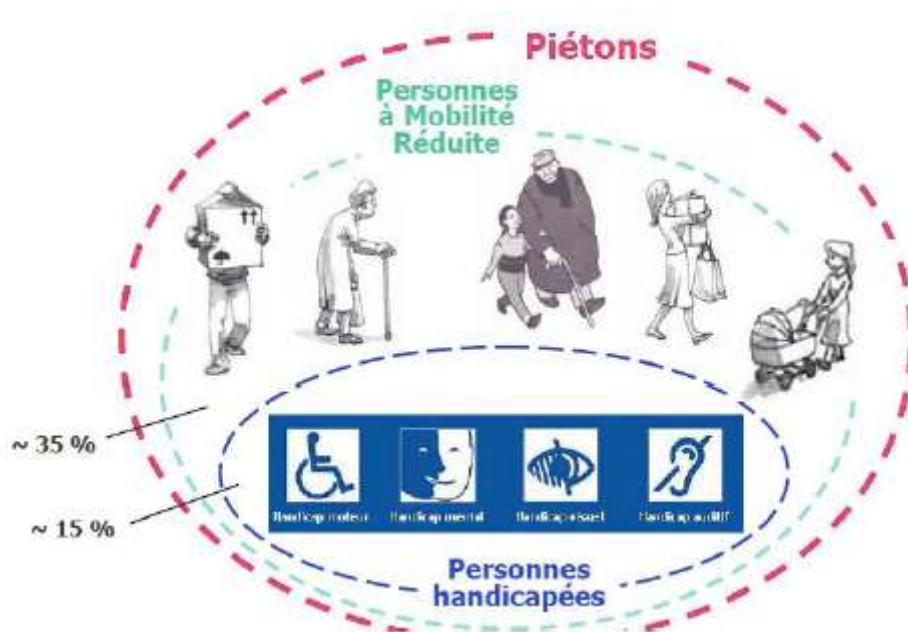 Piétons
Personnes
à Mobilité
Réduite
~ 35 %
~ 15 %
Handicap moteur
Handicap mental
Handicap visuel
Handicap auditif
Personnes
handicapées